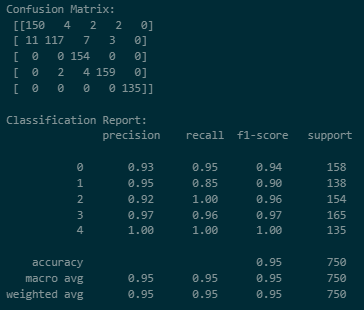 Confusion Matrix:
[[150 4 2 2 0]
[ 11 117 7 3 0]
[ 0 0 154 0 0]
[ 0 2 4 159 0]
[ 0 0 0 0 135]]
Classification Report:
precision recall f1-score support
0 0.93 0.95 0.94 158
1 0.95 0.85 0.90 138
2 0.92 1.00 0.96 154
3 0.97 0.96 0.97 165
4 1.00 1.00 1.00 135
accuracy 0.95 750
macro avg 0.95 0.95 0.95 750
weighted avg 0.95 0.95 0.95 750